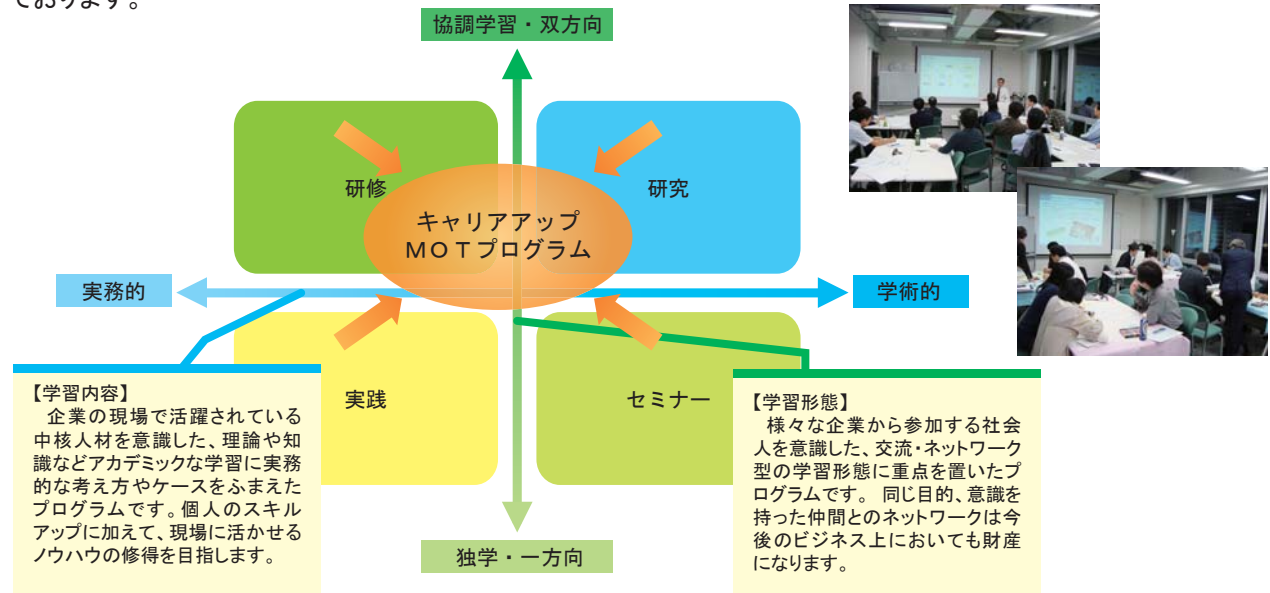 ております。
協調学習・双方向
研修
研究
キャリアアップ
ＭＯＴプログラム
実務的
学術的
実践
セミナー
【学習内容】
　企業の現場で活躍されている
中核人材を意識した、理論や知
識などアカデミックな学習に実務
的な考え方やケースをふまえた
プログラムです。個人のスキル
アップに加えて、現場に活かせる
ノウハウの修得を目指します。
【学習形態】
　様々な企業から参加する社会
人を意識した、交流・ネットワーク
型の学習形態に重点を置いたプ
ログラムです。 同じ目的、意識を
持った仲間とのネットワークは今
後のビジネス上においても財産
になります。
独学・一方向